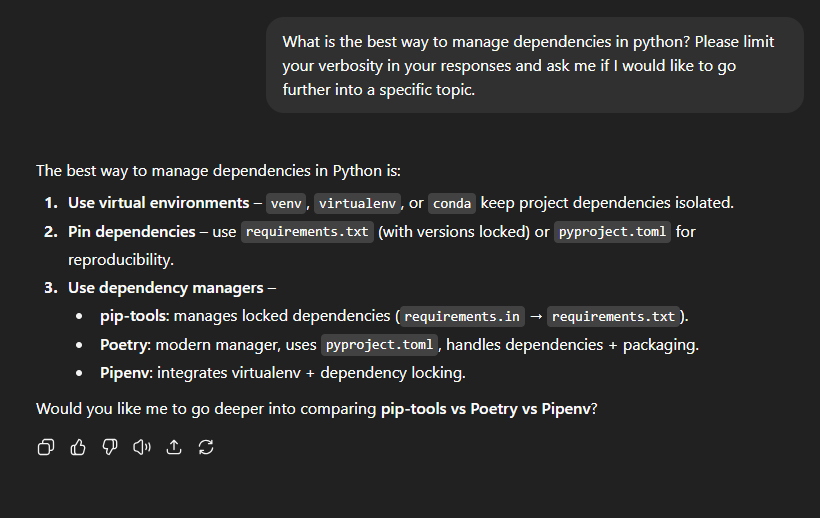 What is the best way to manage dependencies in python? Please limit
your verbosity in your responses and ask me if I would like to go
further into a specific topic.
The best way to manage dependencies in Python is:
1. Use virtual environments – venv, virtualenv, or conda keep project dependencies isolated.
2. Pin dependencies – use requirements.txt (with versions locked) or pyproject.toml for
reproducibility.
3. Use dependency managers –
• pip-tools: manages locked dependencies (requirements.in → requirements.txt).
• Poetry: modern manager, uses pyproject.toml, handles dependencies + packaging.
• Pipenv: integrates virtualenv + dependency locking.
Would you like me to go deeper into comparing pip-tools vs Poetry vs Pipenv?